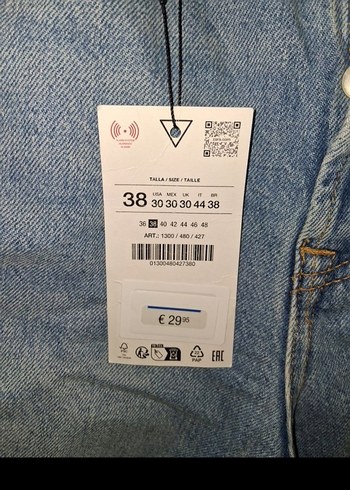 TALLA / SIZE / TAILLE
38 USA MEX UK IT BR
30 30 30 44 38
36 38 40 42 44 46 48
ART.: 1300 / 480 / 427
01300480427380
€ 29 95
PAP
EAC